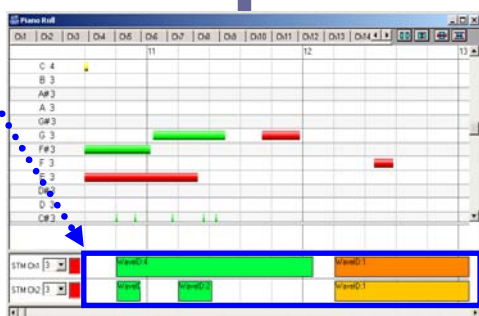 Piano Roll
Ch1 Ch2 Ch3 Ch4 Ch5 Ch6 Ch7 Ch8 Ch9 Ch10 Ch11 Ch12 Ch13 Ch14
11 12 13
C 4
B 3
A#3
A 3
G#3
G 3
F#3
F 3
E 3
D#3
D 3
C#3
STM Ch1 3 WaveID:4 WaveID:1
STM Ch2 3 WaveID:2 WaveID:1